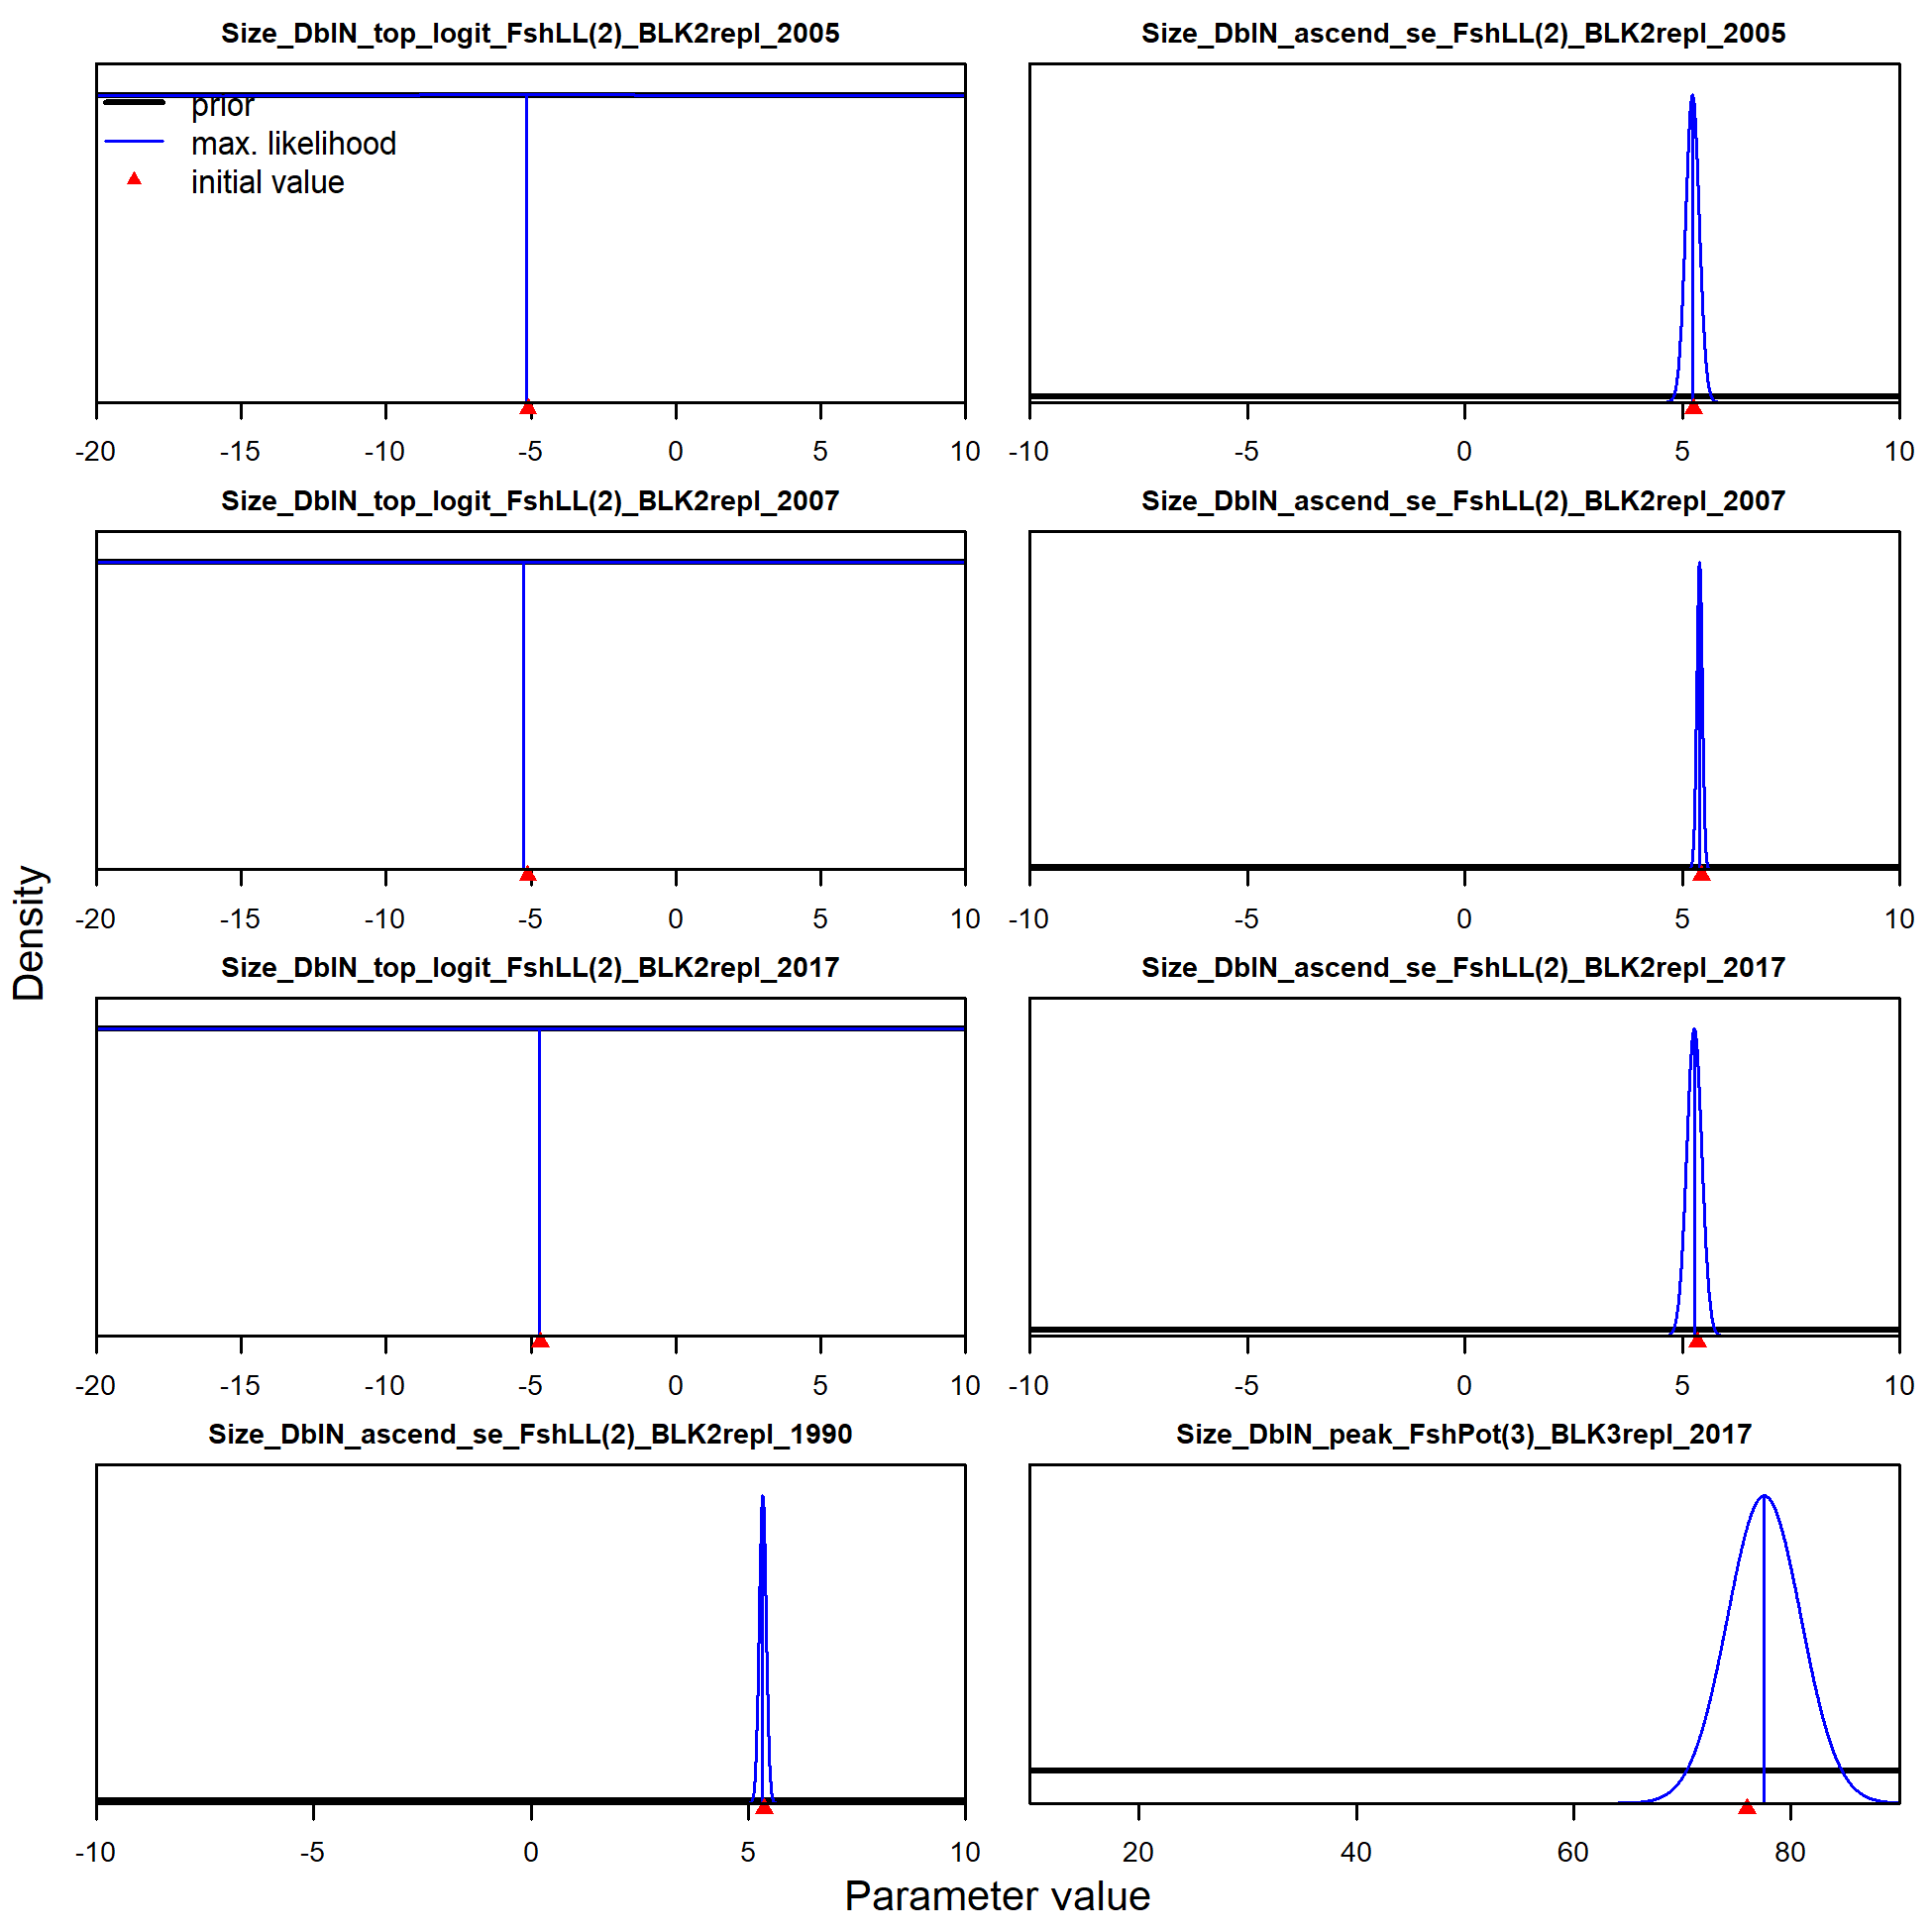 Size_DblN_top_logit_FshLL(2)_BLK2repl_2005
Size_DblN_ascend_se_FshLL(2)_BLK2repl_2005
prior
max. likelihood
initial value
-20 -15 -10 -5 0 5 10
-10 -5 0 5 10
Size_DblN_top_logit_FshLL(2)_BLK2repl_2007
Size_DblN_ascend_se_FshLL(2)_BLK2repl_2007
-20 -15 -10 -5 0 5 10
-10 -5 0 5 10
Size_DblN_top_logit_FshLL(2)_BLK2repl_2017
Size_DblN_ascend_se_FshLL(2)_BLK2repl_2017
-20 -15 -10 -5 0 5 10
-10 -5 0 5 10
Size_DblN_ascend_se_FshLL(2)_BLK2repl_1990
Size_DblN_peak_FshPot(3)_BLK3repl_2017
-10 -5 0 5 10
20 40 60 80
Density
Parameter value